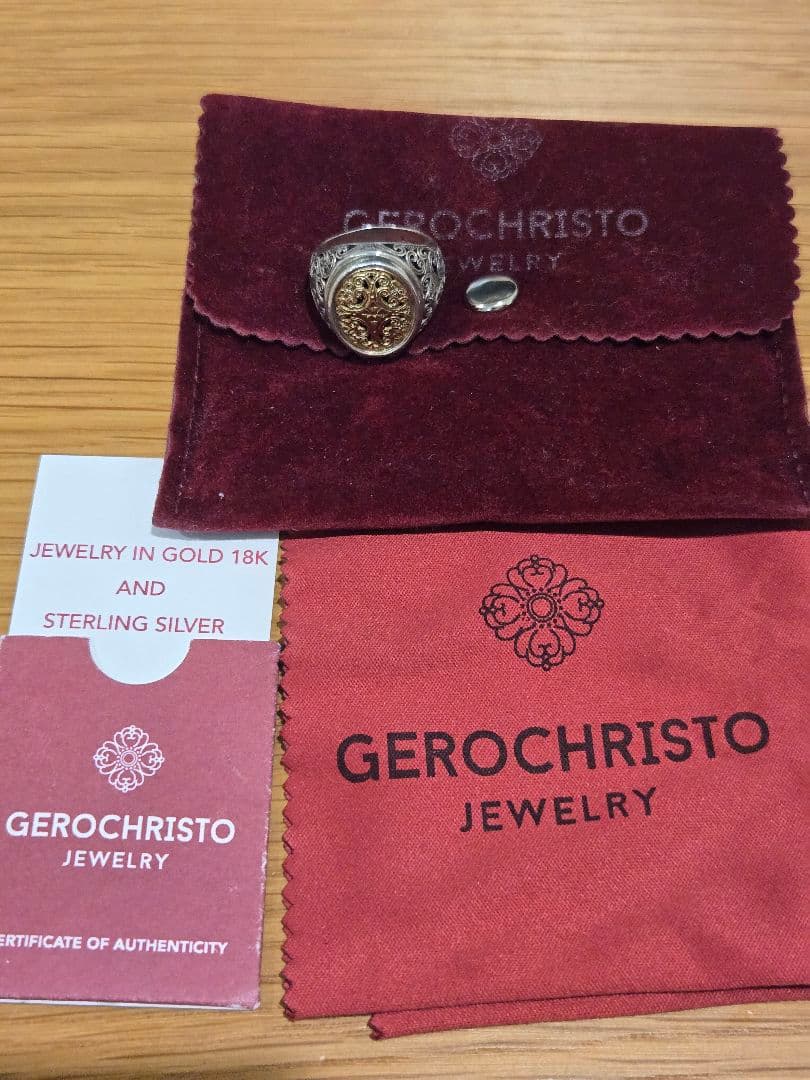 GEROCHRISTO
JEWELRY
JEWELRY IN GOLD 18K
AND
STERLING SILVER
GEROCHRISTO
JEWELRY
ERTIFICATE OF AUTHENTICITY
GEROCHRISTO
JEWELRY